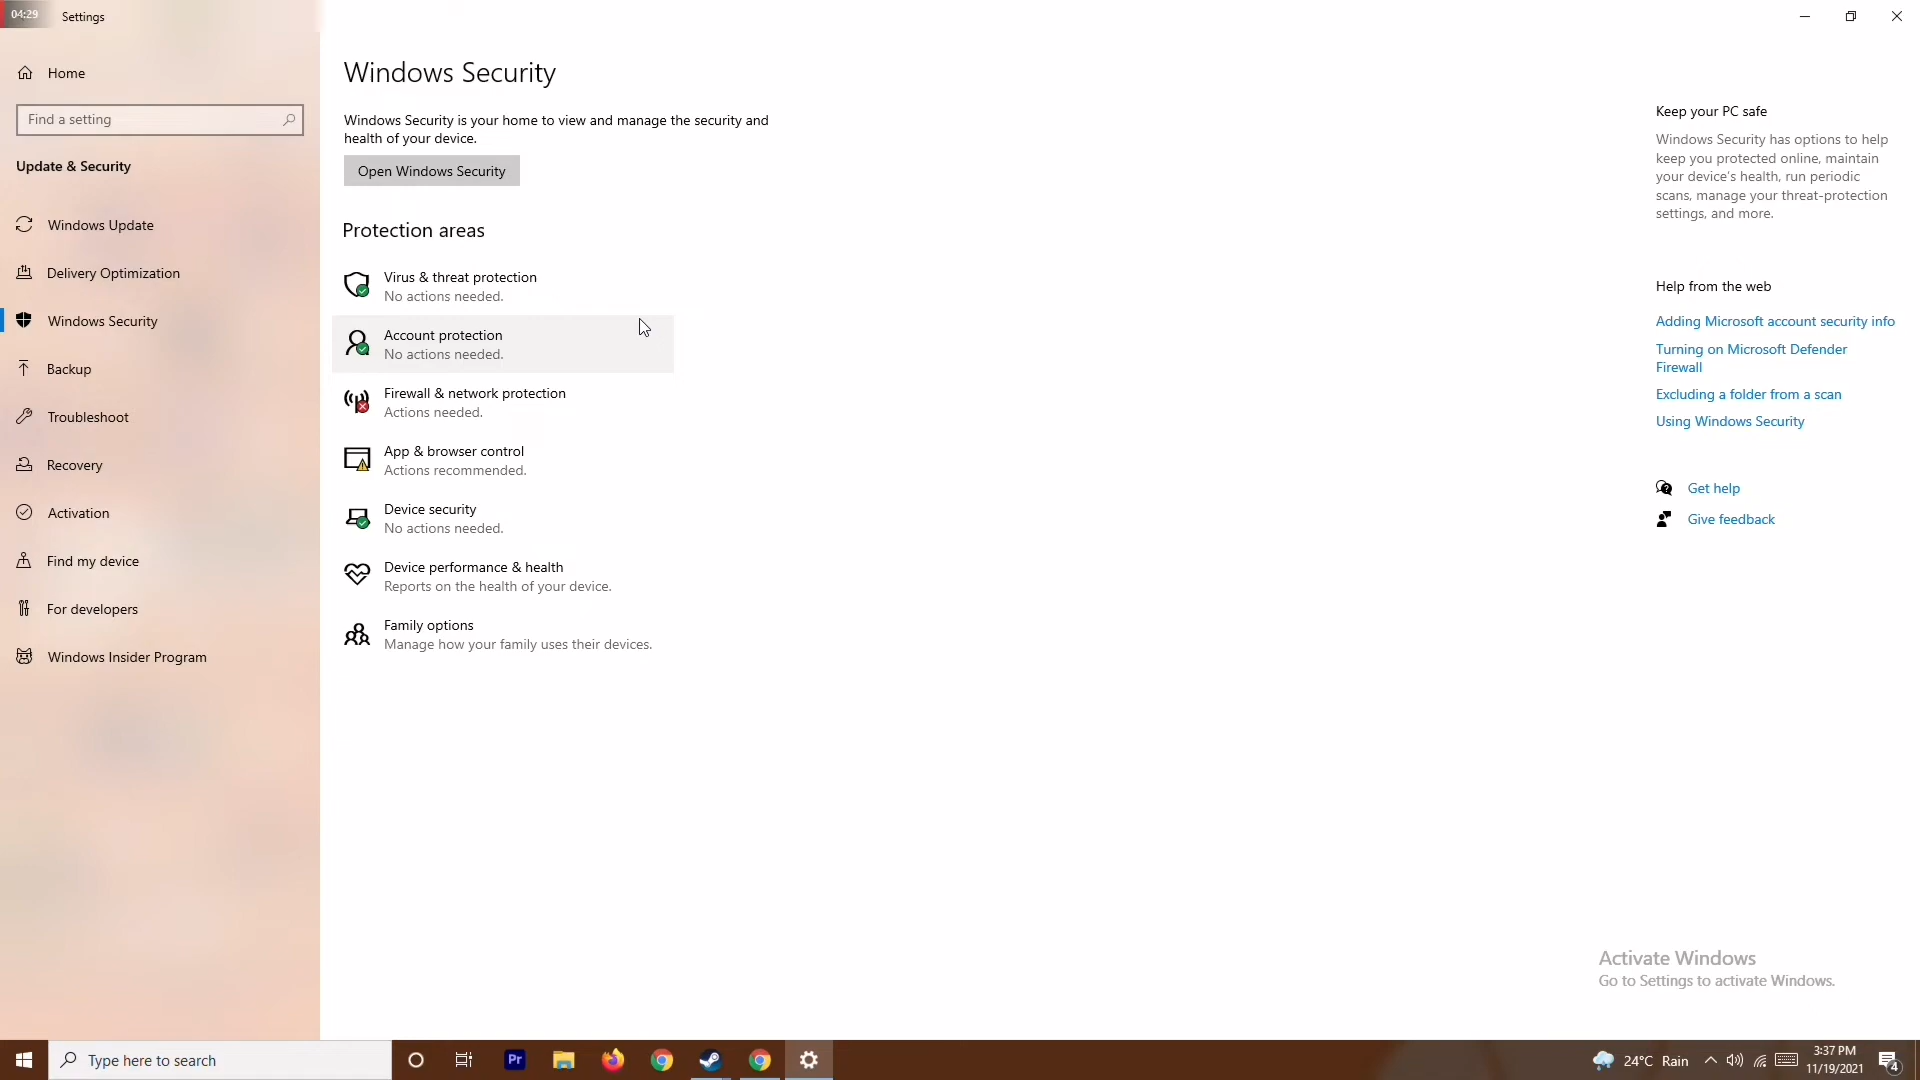 04:29
Settings
Home
Find a setting
Update & Security
Windows Update
Delivery Optimization
Windows Security
Backup
Troubleshoot
Recovery
Activation
Find my device
For developers
Windows Insider Program
Windows Security
Windows Security is your home to view and manage the security and
health of your device.
Open Windows Security
Protection areas
Virus & threat protection
No actions needed.
Account protection
No actions needed.
Firewall & network protection
Actions needed.
App & browser control
Actions recommended.
Device security
No actions needed.
Device performance & health
Reports on the health of your device.
Family options
Manage how your family uses their devices.
Keep your PC safe
Windows Security has options to help
keep you protected online, maintain
your device's health, run periodic
scans, manage your threat-protection
settings, and more.
Help from the web
Adding Microsoft account security info
Turning on Microsoft Defender
Firewall
Excluding a folder from a scan
Using Windows Security
Get help
Give feedback
Activate Windows
Go to Settings to activate Windows.
Type here to search
Pr
24°C Rain
3:37 PM
11/19/2021
4